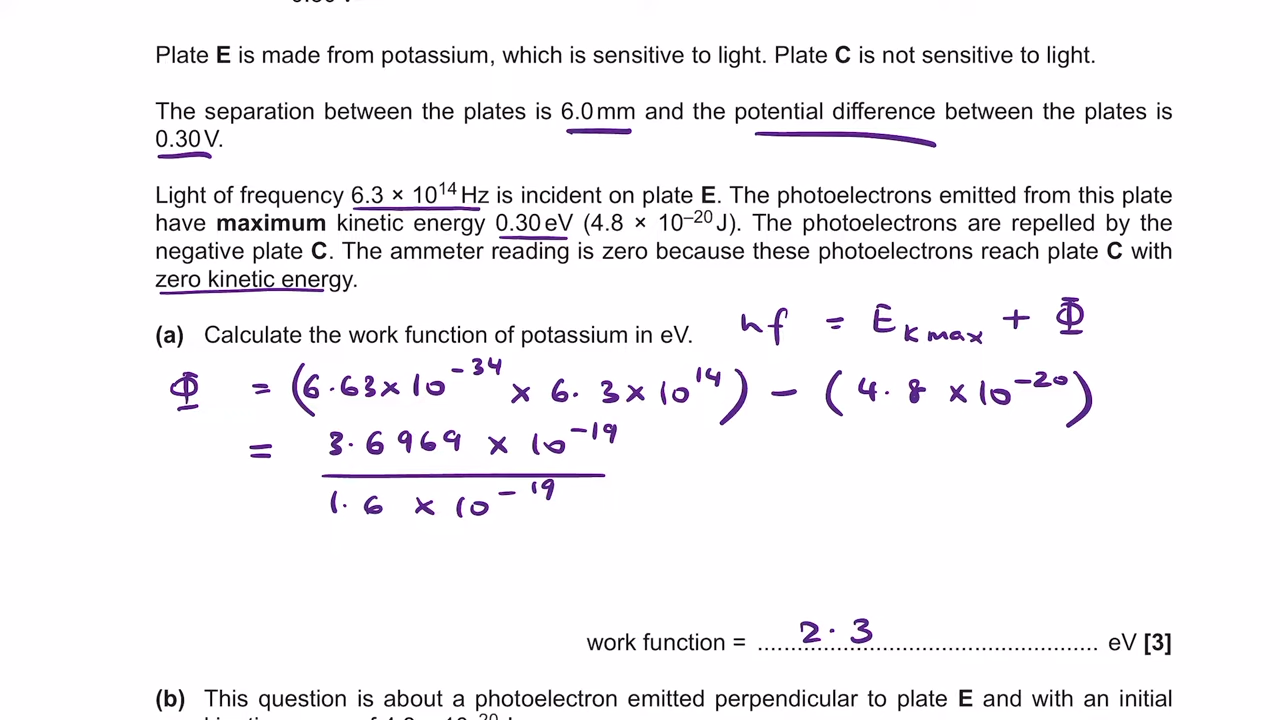 Plate E is made from potassium, which is sensitive to light. Plate C is not sensitive to light.
The separation between the plates is 6.0 mm and the potential difference between the plates is
0.30 V.
Light of frequency 6.3 × 10¹⁴ Hz is incident on plate E. The photoelectrons emitted from this plate
have maximum kinetic energy 0.30 eV (4.8 × 10⁻²⁰ J). The photoelectrons are repelled by the
negative plate C. The ammeter reading is zero because these photoelectrons reach plate C with
zero kinetic energy.
(a) Calculate the work function of potassium in eV. hf = E_K max + Φ
Φ = (6.63 × 10⁻³⁴ × 6.3 × 10¹⁴) − (4.8 × 10⁻²⁰)
= 3.6969 × 10⁻¹⁹
1.6 × 10⁻¹⁹
work function = .......... 2.3 .......... eV [3]
(b) This question is about a photoelectron emitted perpendicular to plate E and with an initial